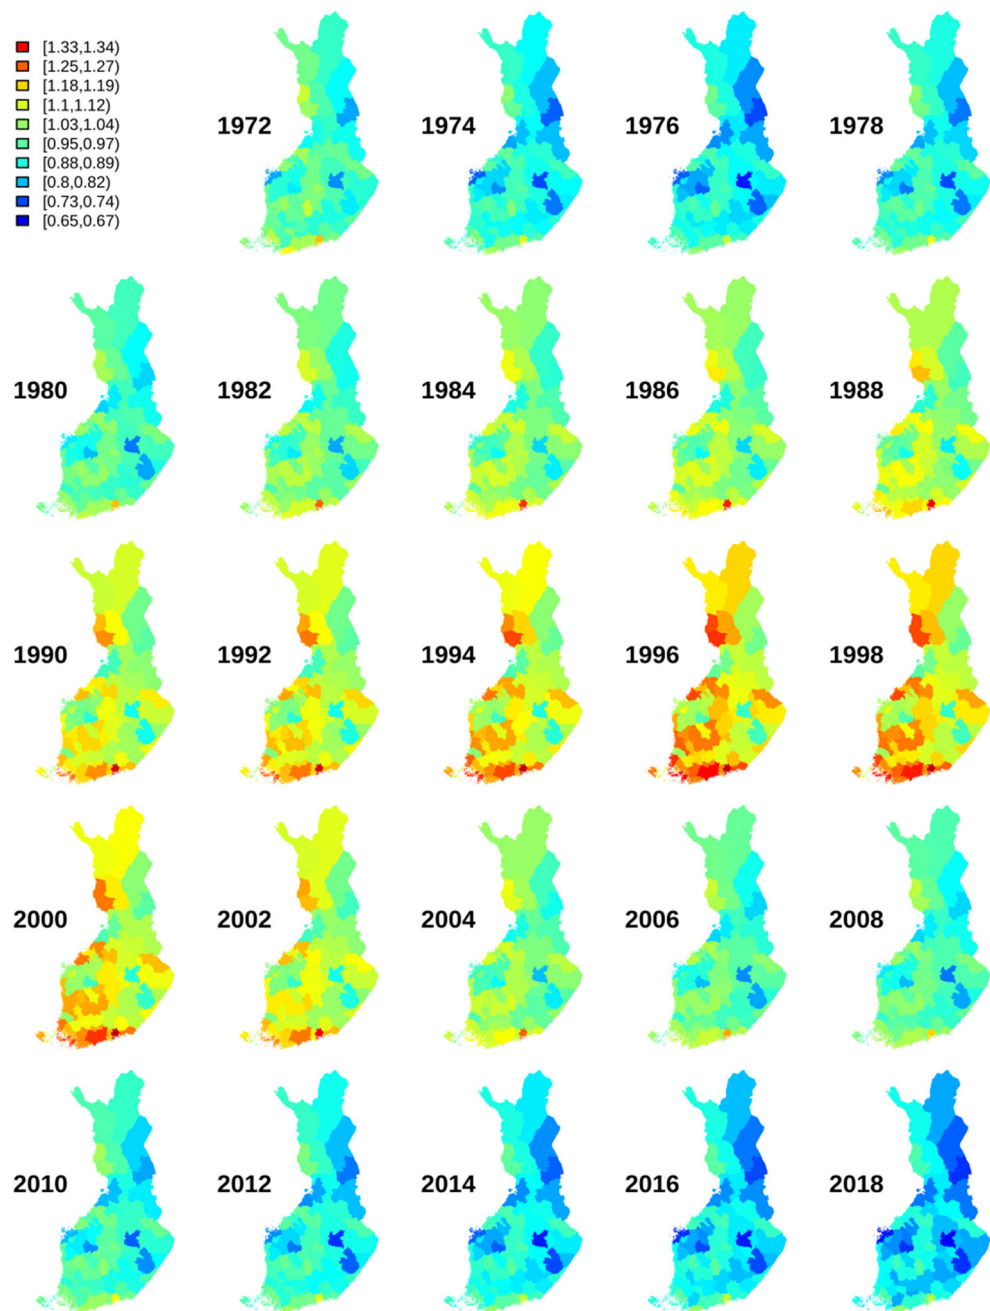 [1.33,1.34)
[1.25,1.27)
[1.18,1.19)
[1.1,1.12)
[1.03,1.04)
[0.95,0.97)
[0.88,0.89)
[0.8,0.82)
[0.73,0.74)
[0.65,0.67)
1972 1974 1976 1978
1980 1982 1984 1986 1988
1990 1992 1994 1996 1998
2000 2002 2004 2006 2008
2010 2012 2014 2016 2018